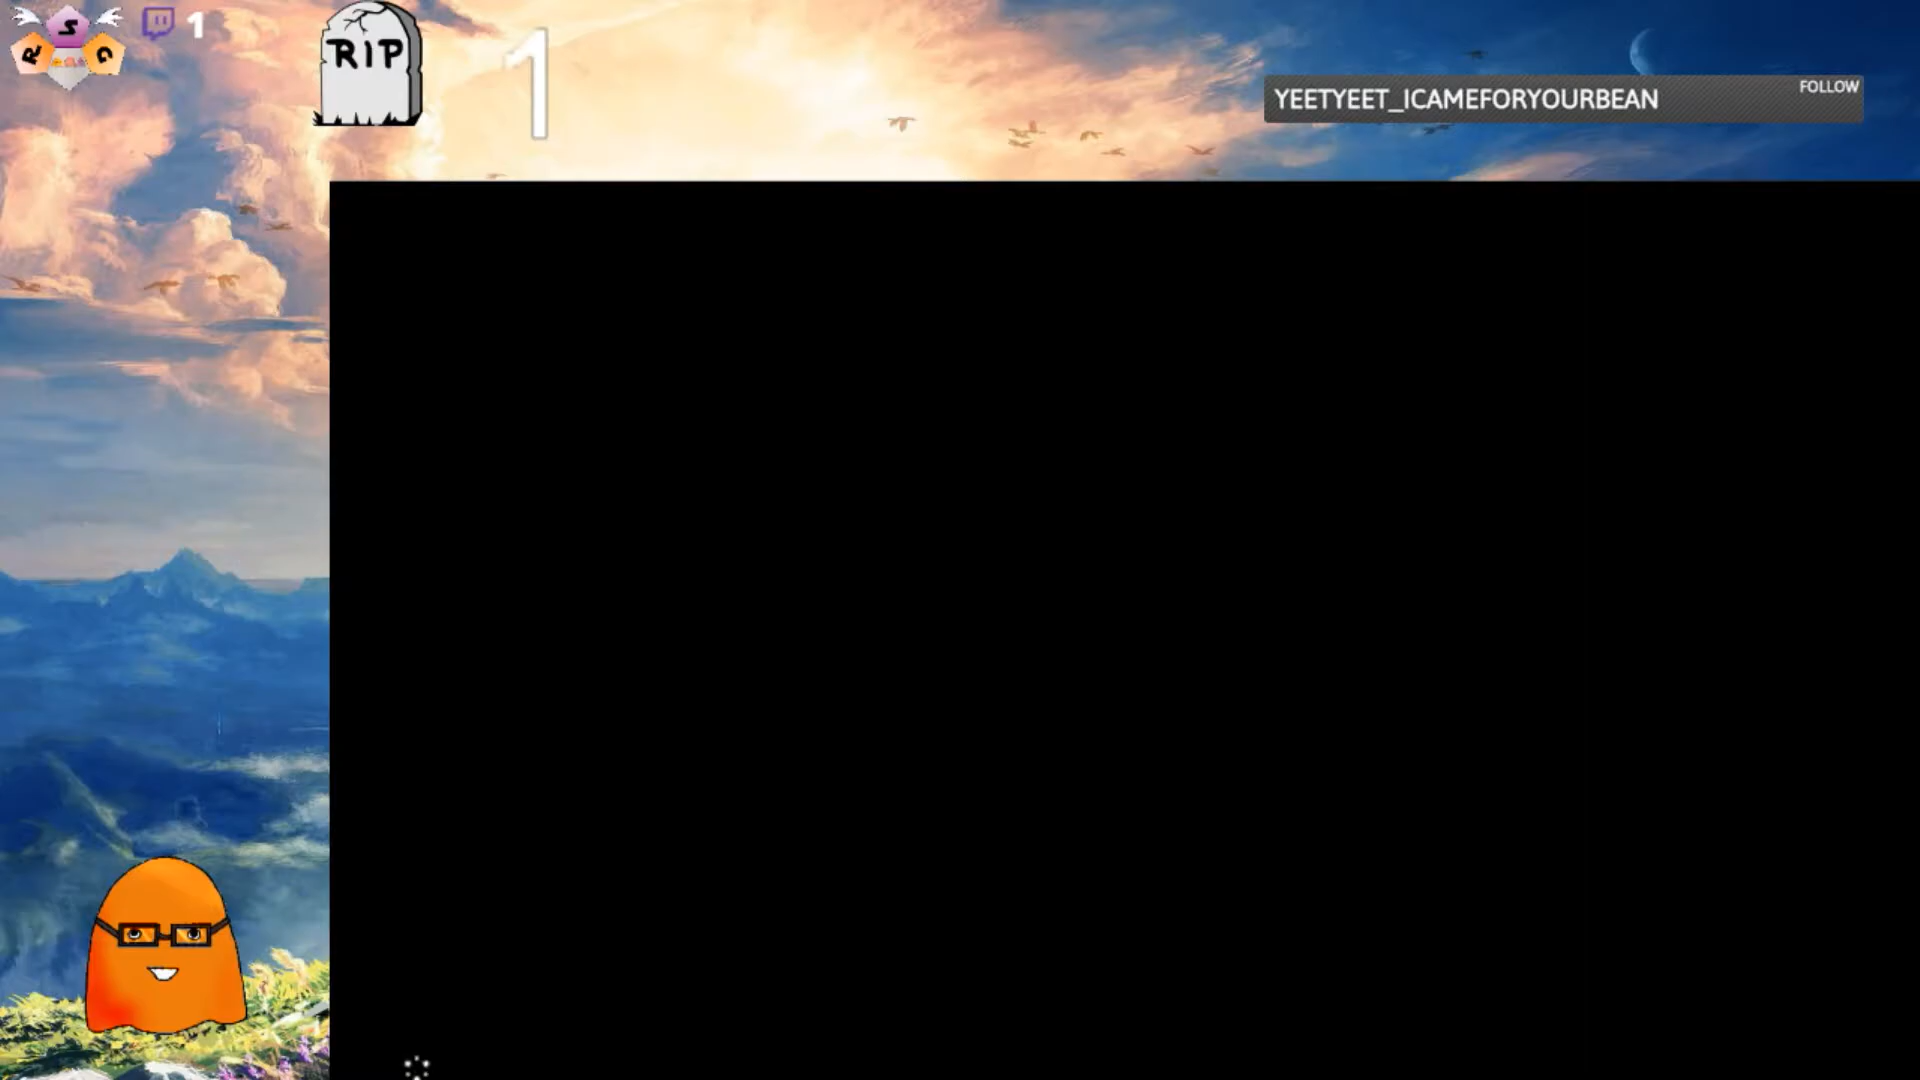 R S G
1
RIP
1
YEETYEET_ICAMEFORYOURBEAN
FOLLOW